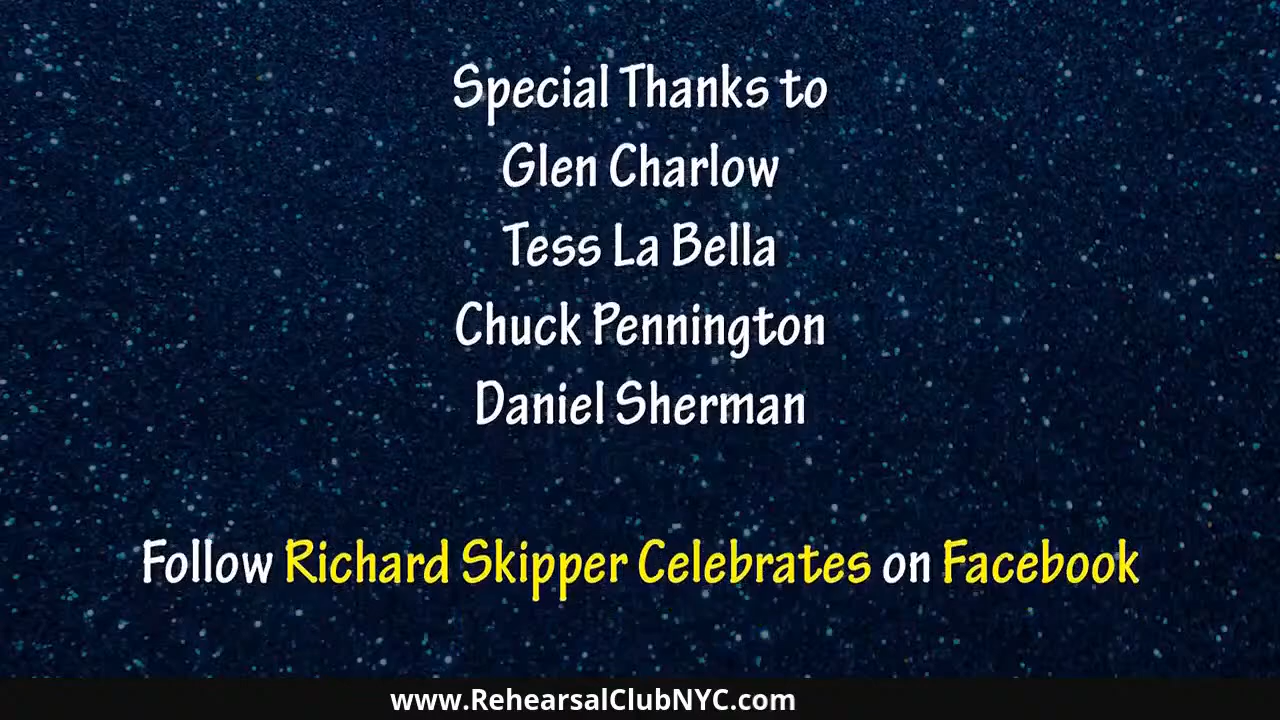 Special Thanks to
Glen Charlow
Tess La Bella
Chuck Pennington
Daniel Sherman
Follow Richard Skipper Celebrates on Facebook
www.RehearsalClubNYC.com